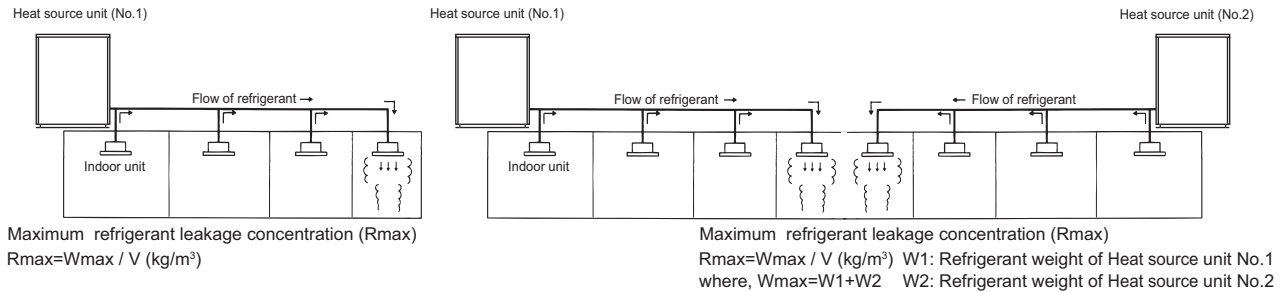 Heat source unit (No.1)
Flow of refrigerant →
Indoor unit
Maximum refrigerant leakage concentration (Rmax)
Rmax=Wmax / V (kg/m³)
Heat source unit (No.1)
Heat source unit (No.2)
Flow of refrigerant →
← Flow of refrigerant
Indoor unit
Maximum refrigerant leakage concentration (Rmax)
Rmax=Wmax / V (kg/m³) W1: Refrigerant weight of Heat source unit No.1
where, Wmax=W1+W2 W2: Refrigerant weight of Heat source unit No.2